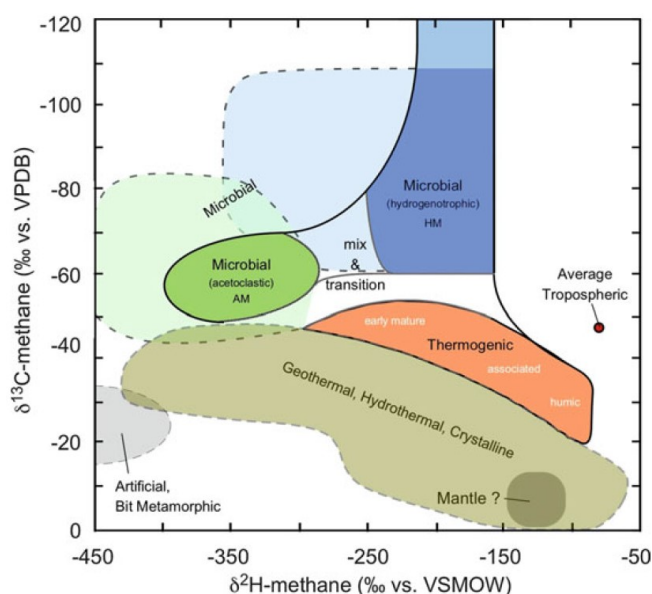 -120
-100
-80
-60
-40
-20
0
δ¹³C-methane (‰ vs. VPDB)
Microbial
Microbial
(hydrogenotrophic)
HM
Microbial
(acetoclastic)
AM
mix
&
transition
Average
Tropospheric
early mature
Thermogenic
associated
humic
Geothermal, Hydrothermal, Crystalline
Artificial,
Bit Metamorphic
Mantle ?
-450
-350
-250
-150
-50
δ²H-methane (‰ vs. VSMOW)